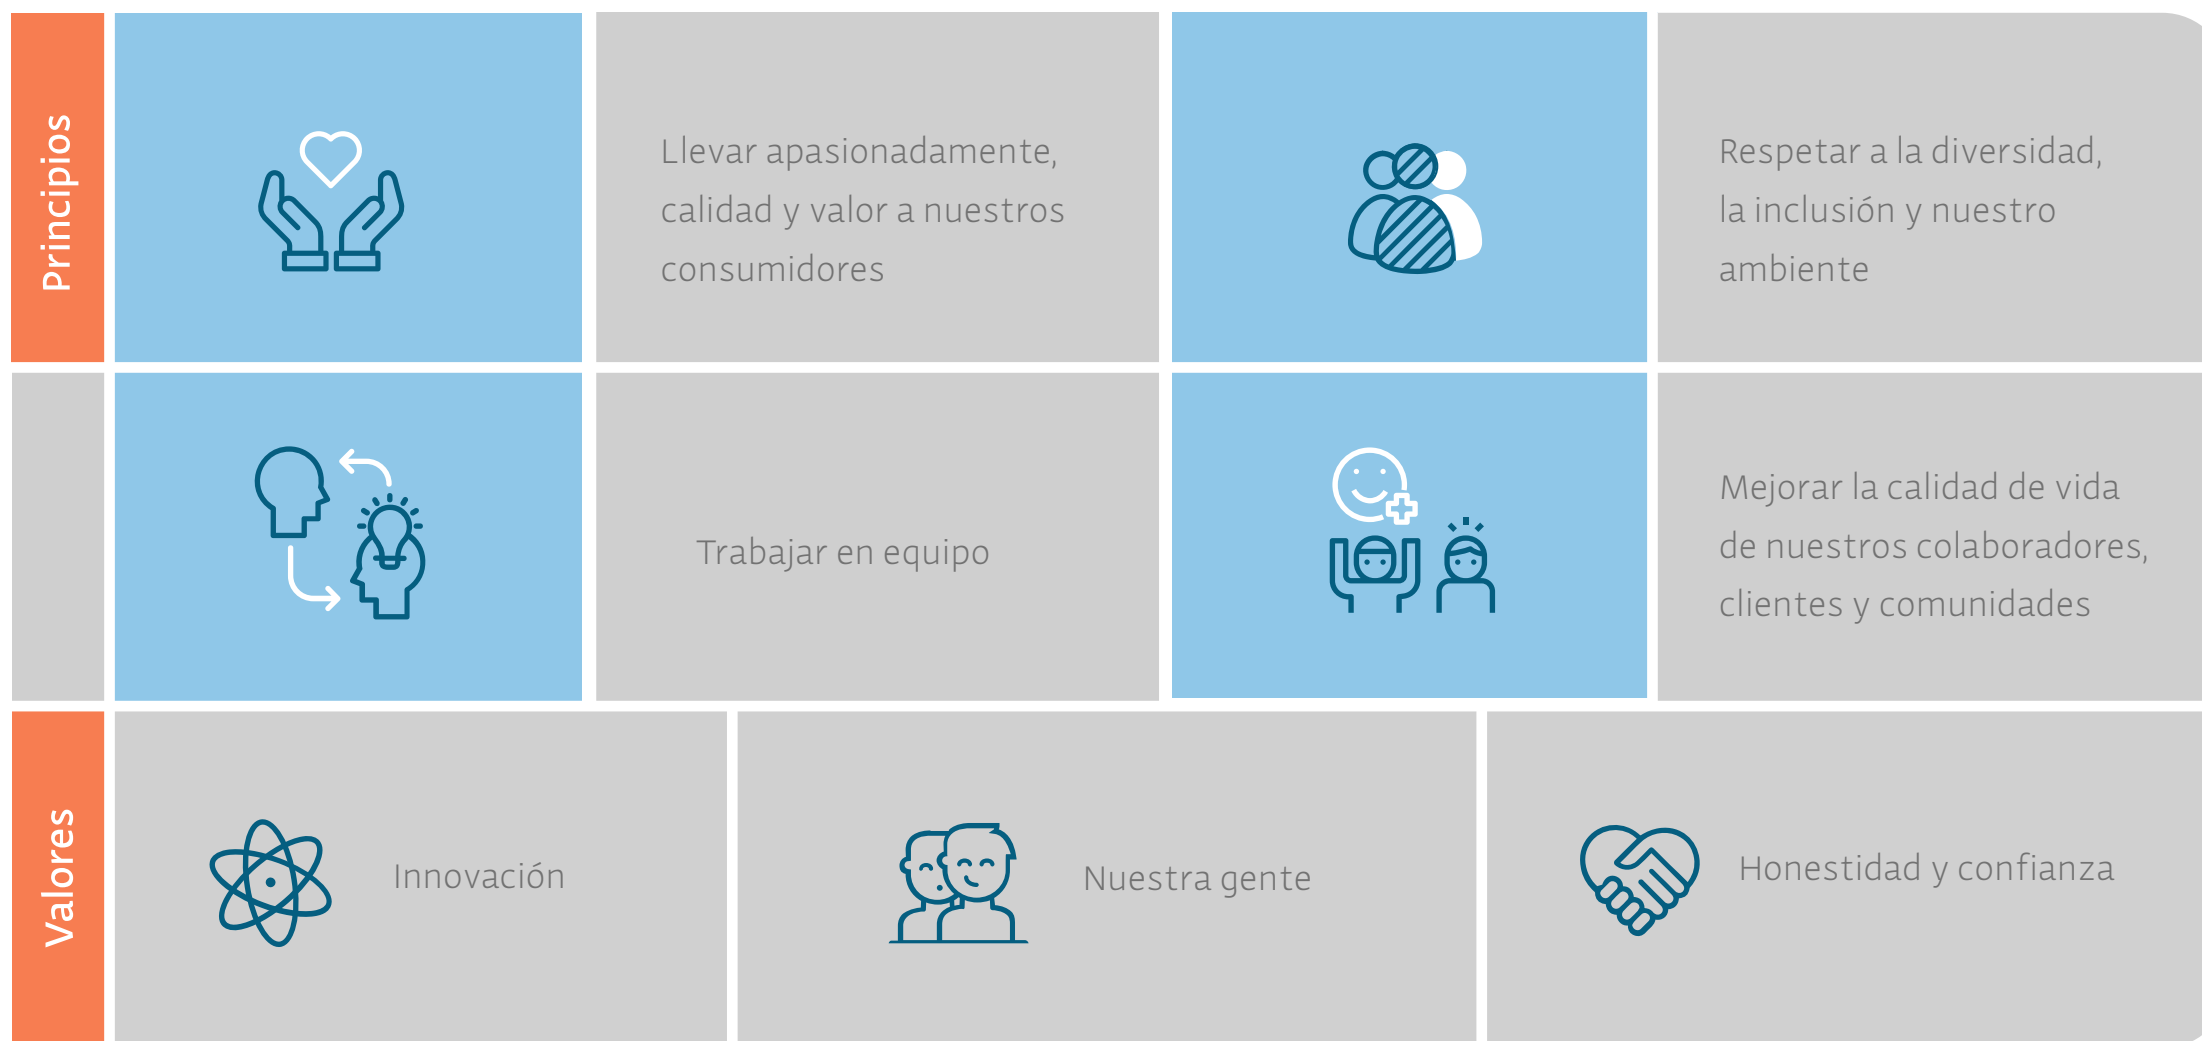 Principios
Llevar apasionadamente,
calidad y valor a nuestros
consumidores
Respetar a la diversidad,
la inclusión y nuestro
ambiente
Trabajar en equipo
Mejorar la calidad de vida
de nuestros colaboradores,
clientes y comunidades
Valores
Innovación
Nuestra gente
Honestidad y confianza